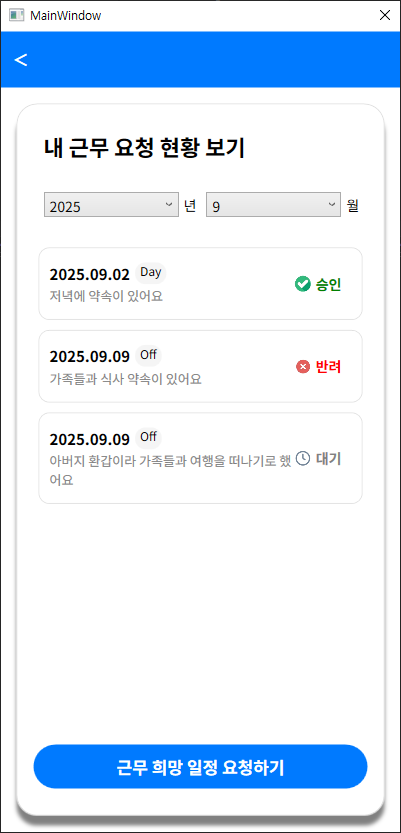 MainWindow
<
내 근무 요청 현황 보기
2025 년 9 월
2025.09.02 Day
저녁에 약속이 있어요
승인
2025.09.09 Off
가족들과 식사 약속이 있어요
반려
2025.09.09 Off
아버지 환갑이라 가족들과 여행을 떠나기로 했
어요
대기
근무 희망 일정 요청하기